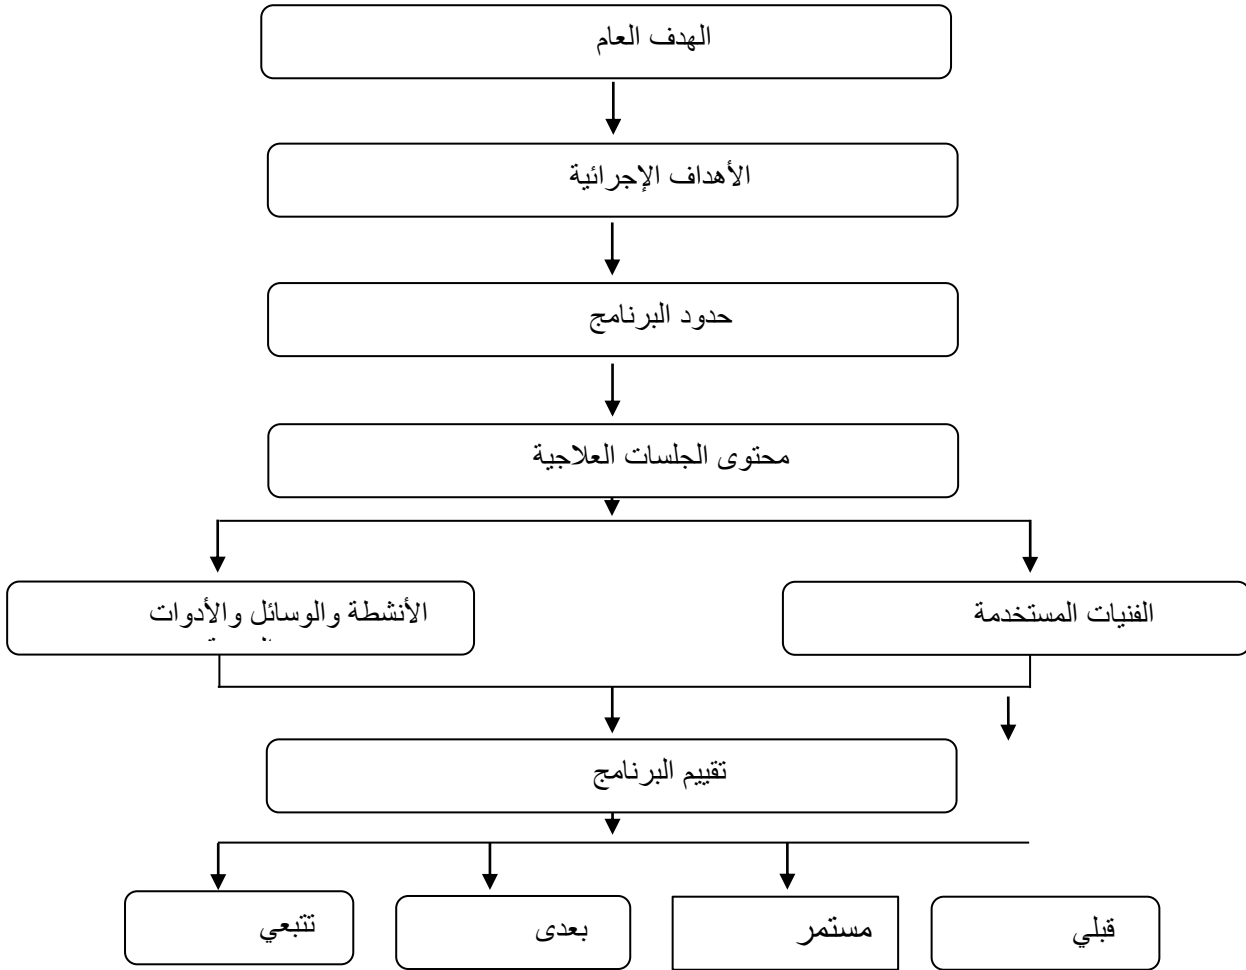 الهدف العام
الأهداف الإجرائية
حدود البرنامج
محتوى الجلسات العلاجية
الفنيات المستخدمة
الأنشطة والوسائل والأدوات
تقييم البرنامج
قبلي
مستمر
بعدى
تتبعي